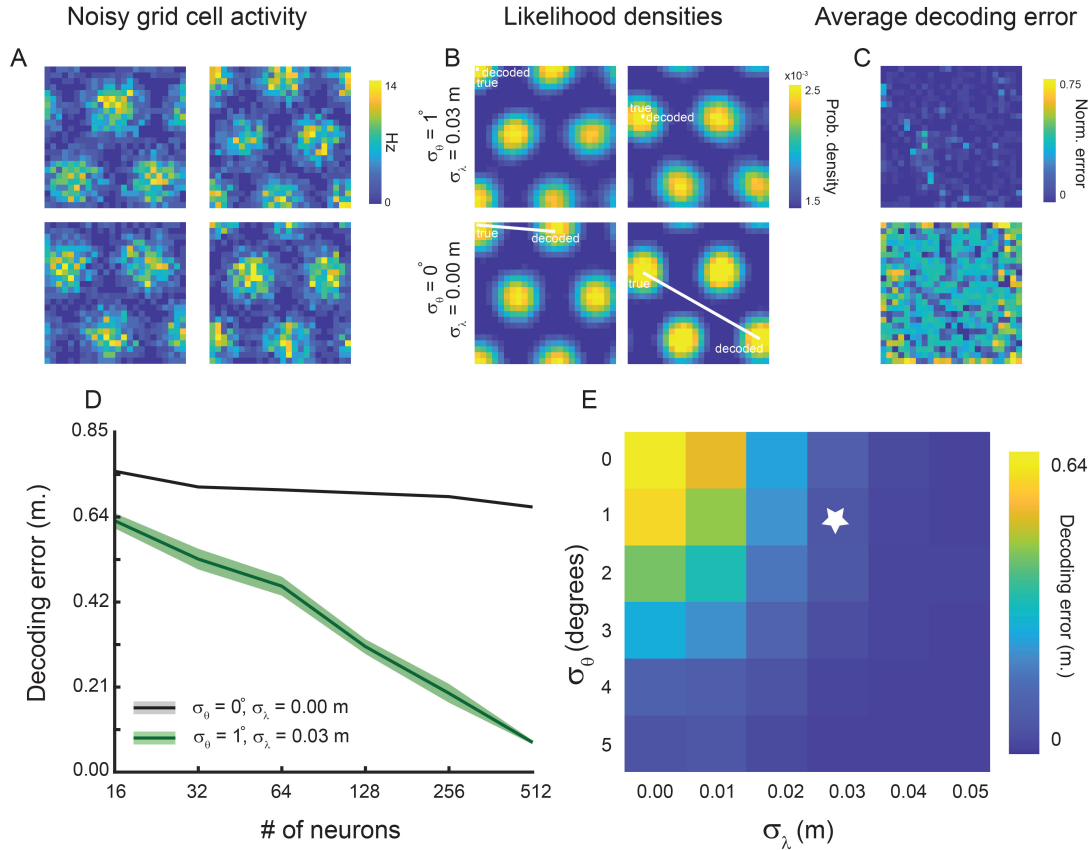 Noisy grid cell activity
Likelihood densities
Average decoding error
A
14
Hz
0
B
σθ = 1°
σλ = 0.03 m
decoded
true
true
decoded
x10⁻³
2.5
Prob. density
1.5
C
0.75
Norm. errror
0
σθ = 0°
σλ = 0.00 m
true
decoded
true
decoded
D
0.85
0.64
0.42
0.21
0.00
Decoding error (m.)
σθ = 0°, σλ = 0.00 m
σθ = 1°, σλ = 0.03 m
16 32 64 128 256 512
# of neurons
E
0
1
2
3
4
5
σθ (degrees)
0.00 0.01 0.02 0.03 0.04 0.05
σλ (m)
0.64
Decoding error (m.)
0